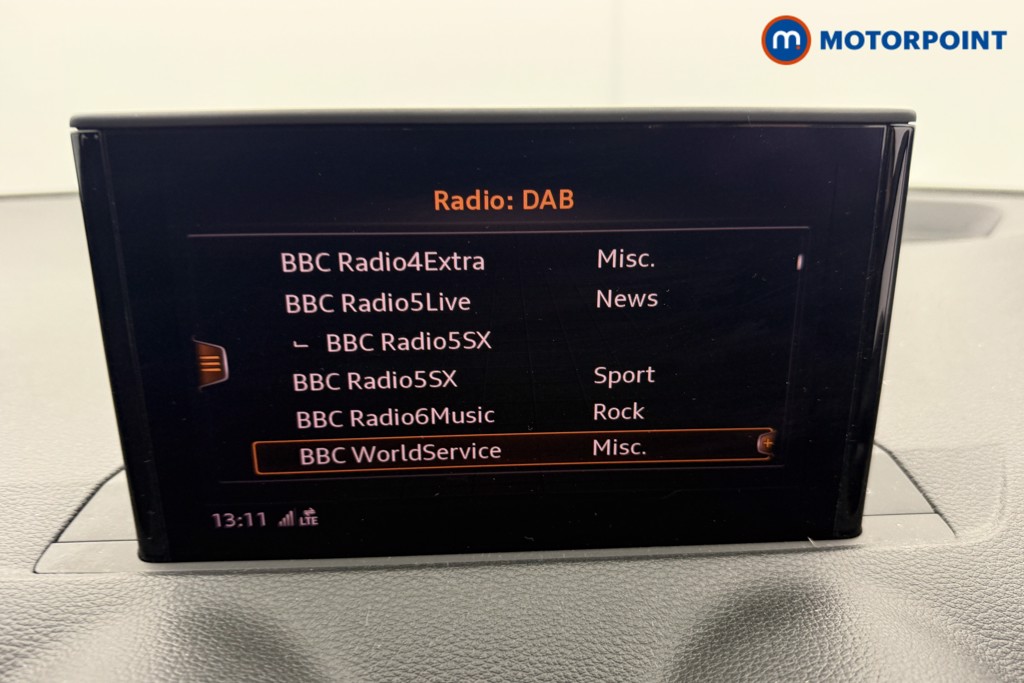 m MOTORPOINT
Radio: DAB
BBC Radio4Extra Misc.
BBC Radio5Live News
BBC Radio5SX
BBC Radio5SX Sport
BBC Radio6Music Rock
BBC WorldService Misc.
13:11 LTE